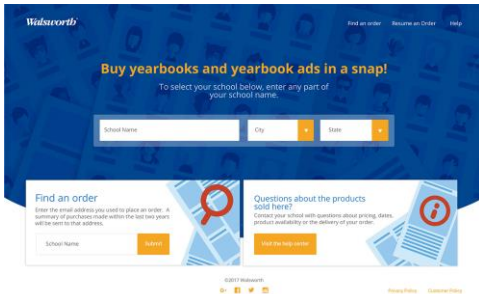 Walsworth
Find an order Resume an Order Help
Buy yearbooks and yearbook ads in a snap!
To select your school below, enter any part of
your school name.
School Name
City
State
Find an order
Enter the email address you used to place an order. A
summary of purchases made within the last two years
will be sent to that address.
School Name
Submit
Questions about the products
sold here?
Contact your school with questions about pricing, dates,
product availability or the delivery of your order.
Visit the help center
©2017 Walsworth
Privacy Policy Customer Policy